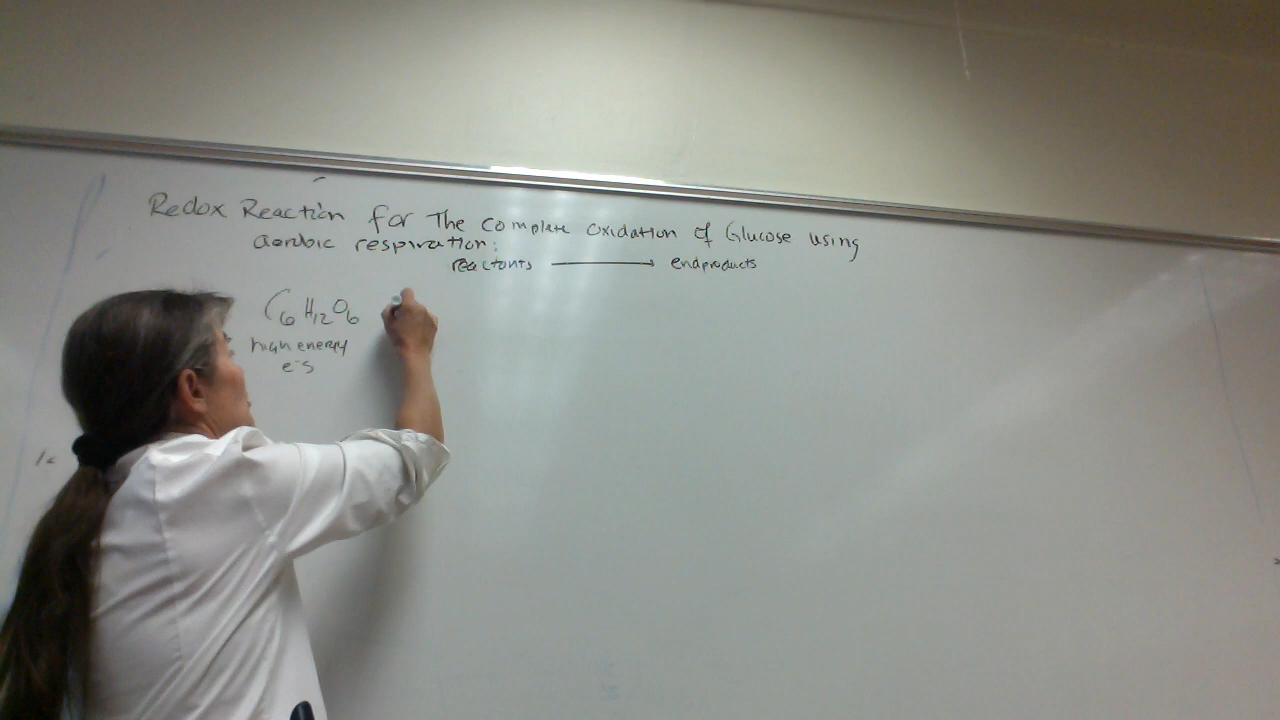 Redox Reaction for The Complete Oxidation of Glucose using
aerobic respiration:
reactants → endproducts
C₆H₁₂O₆
high energy
e⁻s